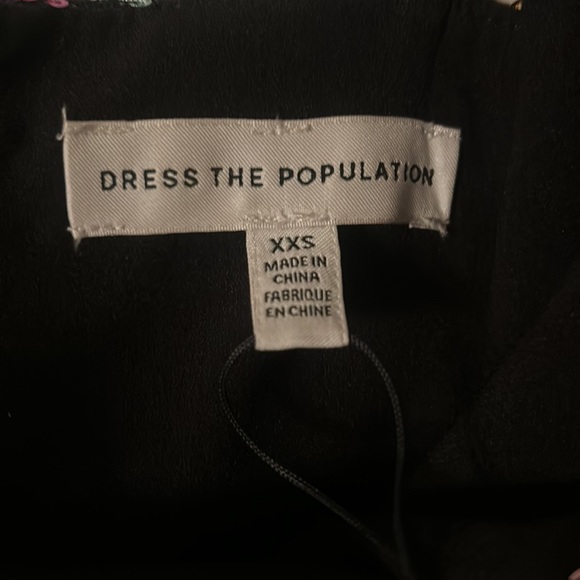 DRESS THE POPULATION
XXS
MADE IN
CHINA
FABRIQUE
EN CHINE